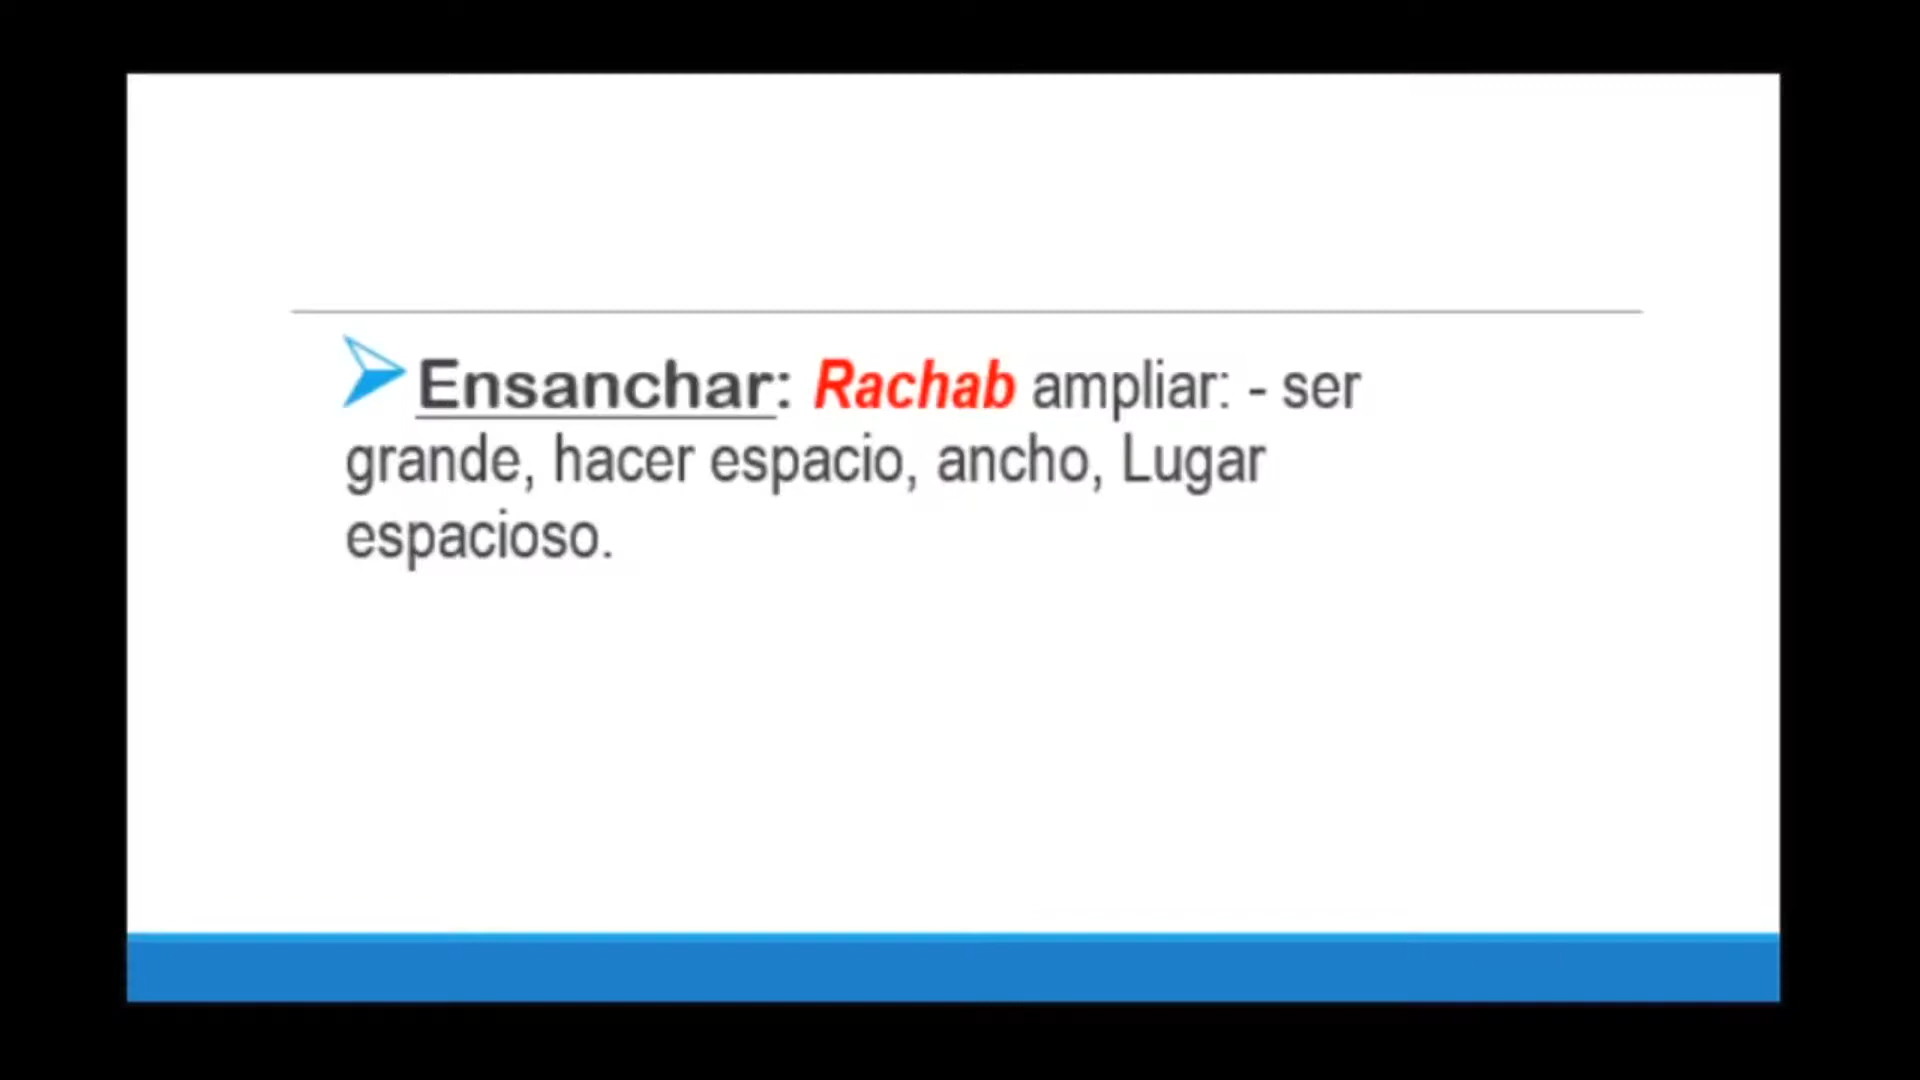 Ensanchar: Rachab ampliar: - ser
grande, hacer espacio, ancho, Lugar
espacioso.